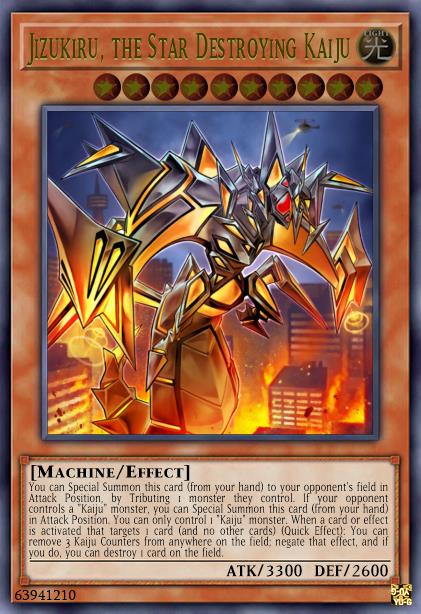 Jizukiru, the Star Destroying Kaiju
LIGHT
光
[Machine/Effect]
You can Special Summon this card (from your hand) to your opponent's field in
Attack Position, by Tributing 1 monster they control. If your opponent
controls a "Kaiju" monster, you can Special Summon this card (from your hand)
in Attack Position. You can only control 1 "Kaiju" monster. When a card or effect
is activated that targets 1 card (and no other cards) (Quick Effect): You can
remove 3 Kaiju Counters from anywhere on the field; negate that effect, and if
you do, you can destroy 1 card on the field.
ATK/3300 DEF/2600
63941210